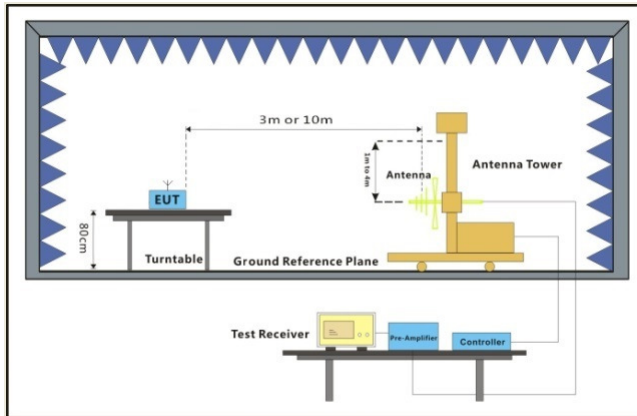 3m or 10m
1m to 4m
Antenna Tower
Antenna
EUT
80cm
Turntable
Ground Reference Plane
Test Receiver
Pre-Amplifier
Controller